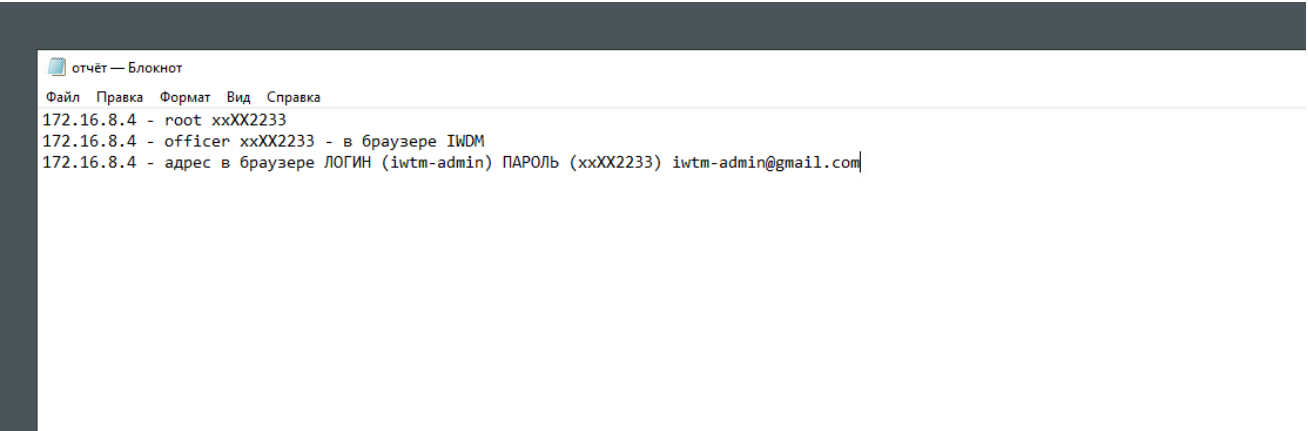 отчёт — Блокнот
Файл Правка Формат Вид Справка
172.16.8.4 - root xxXX2233
172.16.8.4 - officer xxXX2233 - в браузере IWDM
172.16.8.4 - адрес в браузере ЛОГИН (iwtm-admin) ПАРОЛЬ (xxXX2233) iwtm-admin@gmail.com